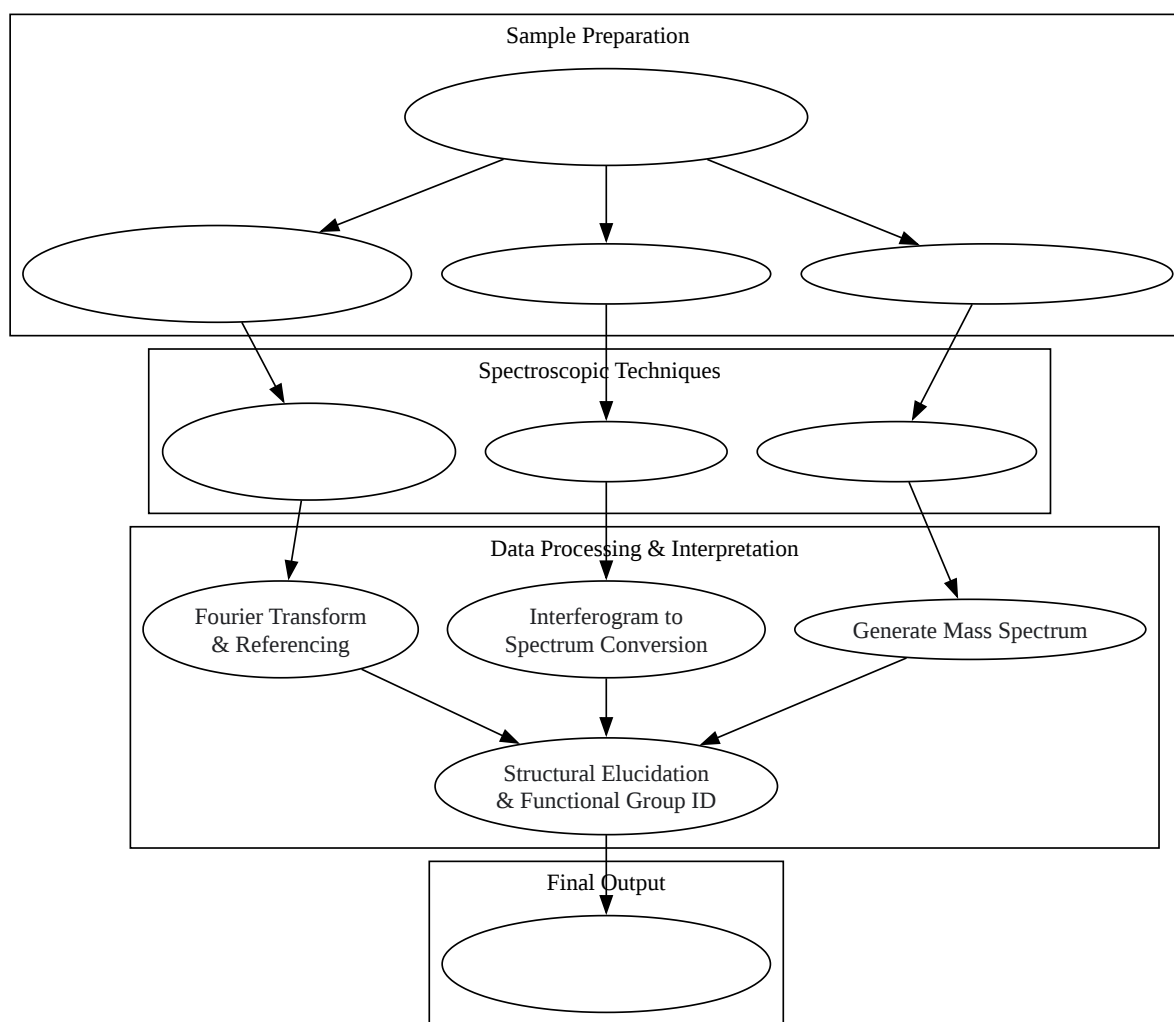 Sample Preparation
Spectroscopic Techniques
Data Processing & Interpretation
Fourier Transform
& Referencing
Interferogram to
Spectrum Conversion
Generate Mass Spectrum
Structural Elucidation
& Functional Group ID
Final Output